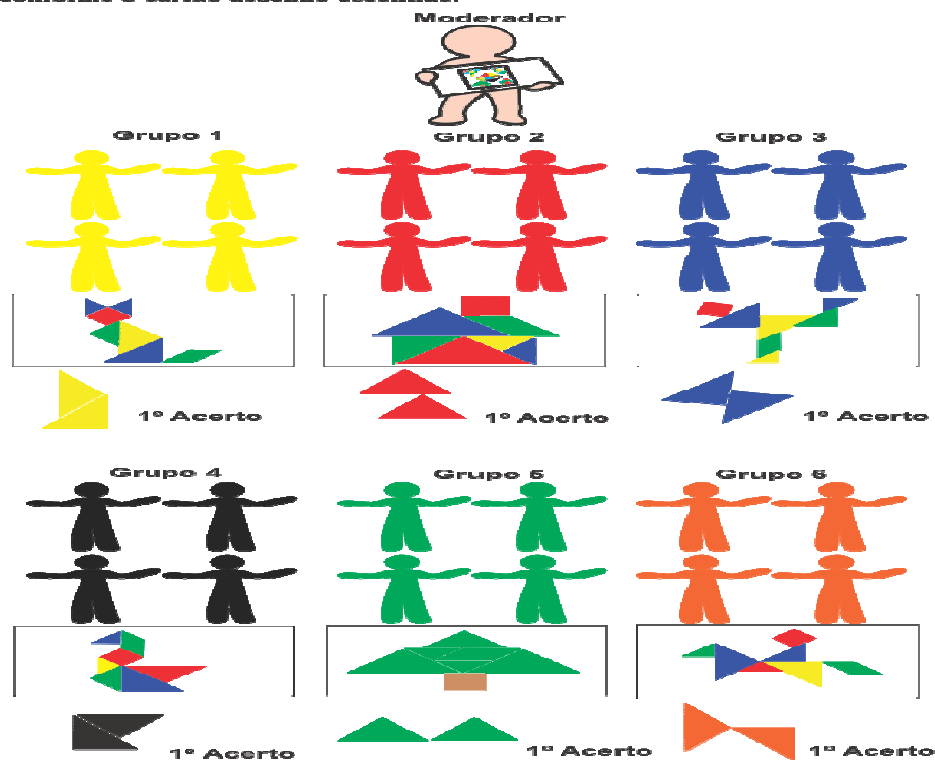 Moderador
Grupo 1
Grupo 2
Grupo 3
1º Acerto
1º Acerto
1º Acerto
Grupo 4
Grupo 5
Grupo 6
1º Acerto
1º Acerto
1º Acerto